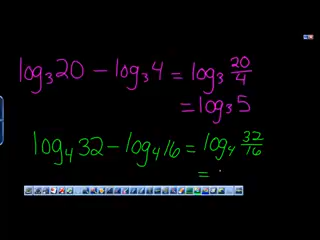 log₃20 − log₃4 = log₃ 20/4
= log₃5
log₄32 − log₄16 = log₄ 32/16
=